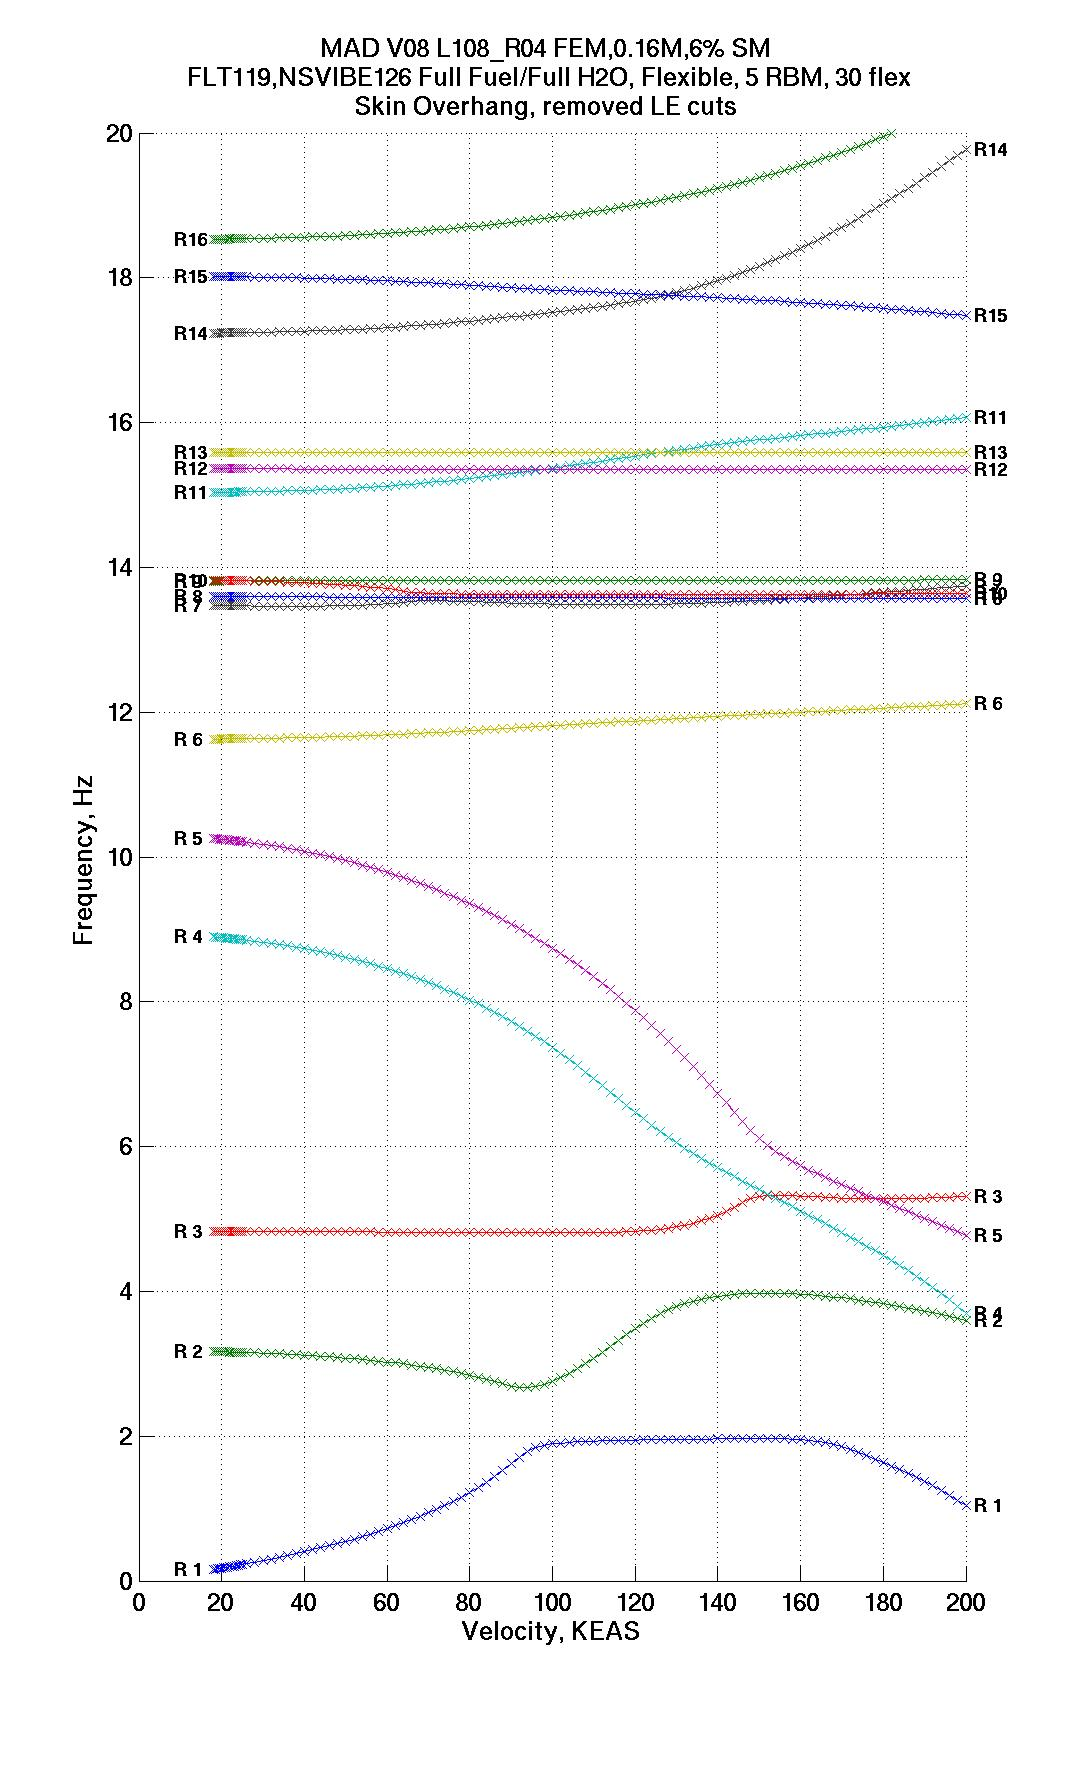 MAD V08 L108_R04 FEM,0.16M,6% SM
FLT119,NSVIBE126 Full Fuel/Full H2O, Flexible, 5 RBM, 30 flex
Skin Overhang, removed LE cuts
20
18
16
14
12
10
8
6
4
2
0
Frequency, Hz
R16
R15
R14
R13
R12
R11
R10
R 8
R 7
R 6
R 5
R 4
R 3
R 2
R 1
R14
R15
R11
R13
R12
R 9
R10
R 6
R 3
R 5
R 4
R 2
R 1
0 20 40 60 80 100 120 140 160 180 200
Velocity, KEAS